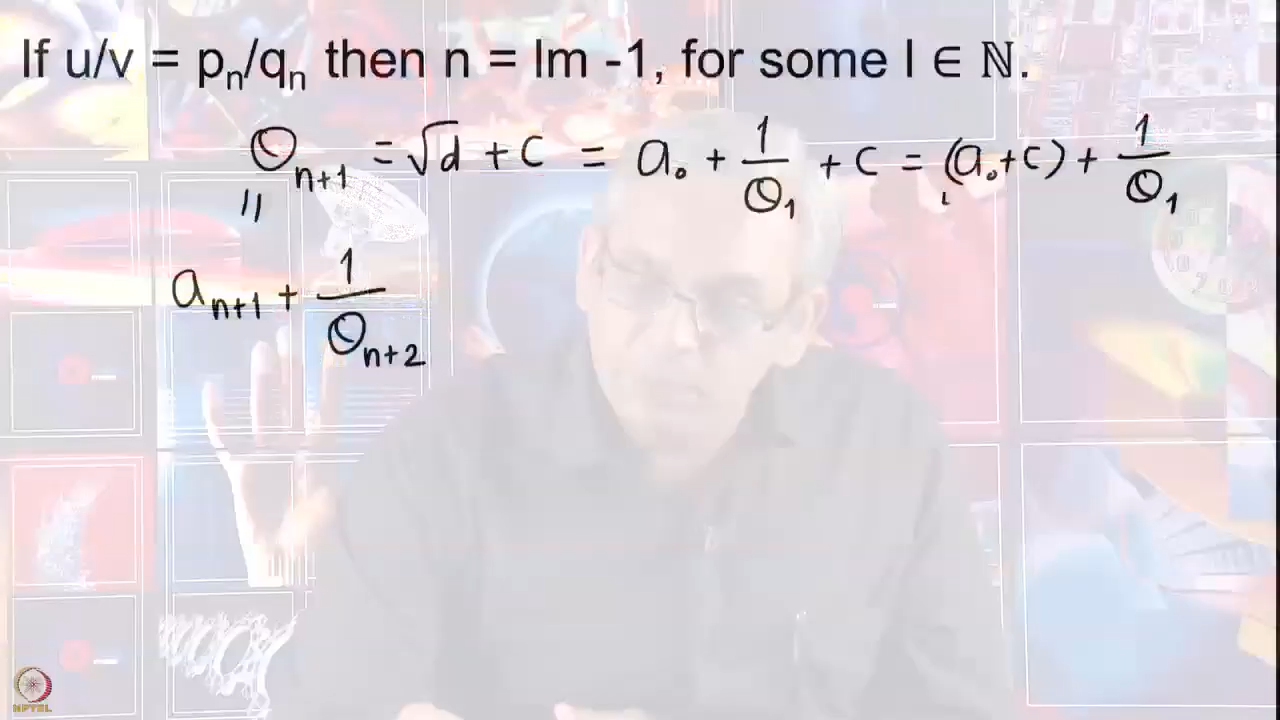 If u/v = pₙ/qₙ then n = lm -1, for some l ∈ ℕ.
Θₙ₊₁ = √d + c = a₀ + 1/Θ₁ + c = (a₀+c) + 1/Θ₁
||
aₙ₊₁ + 1/Θₙ₊₂
NPTEL